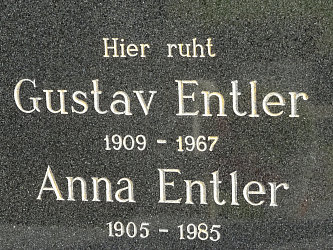 Hier ruht
Gustav Entler
1909 - 1967
Anna Entler
1905 - 1985